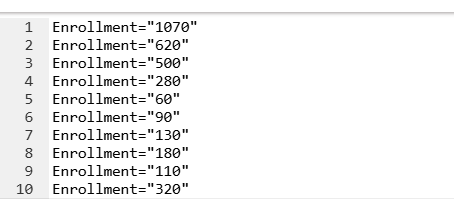 1 Enrollment="1070"
2 Enrollment="620"
3 Enrollment="500"
4 Enrollment="280"
5 Enrollment="60"
6 Enrollment="90"
7 Enrollment="130"
8 Enrollment="180"
9 Enrollment="110"
10 Enrollment="320"